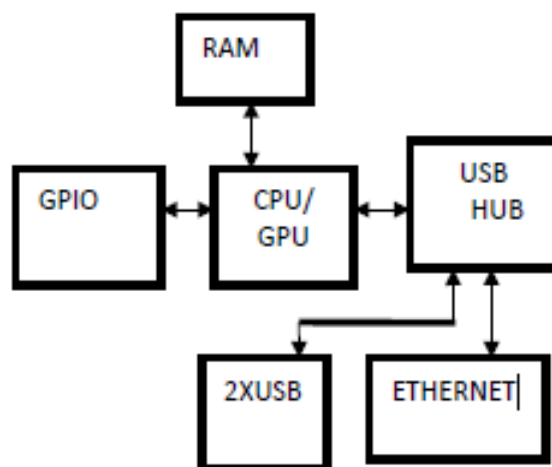 RAM
GPIO
CPU/
GPU
USB
HUB
2XUSB
ETHERNET